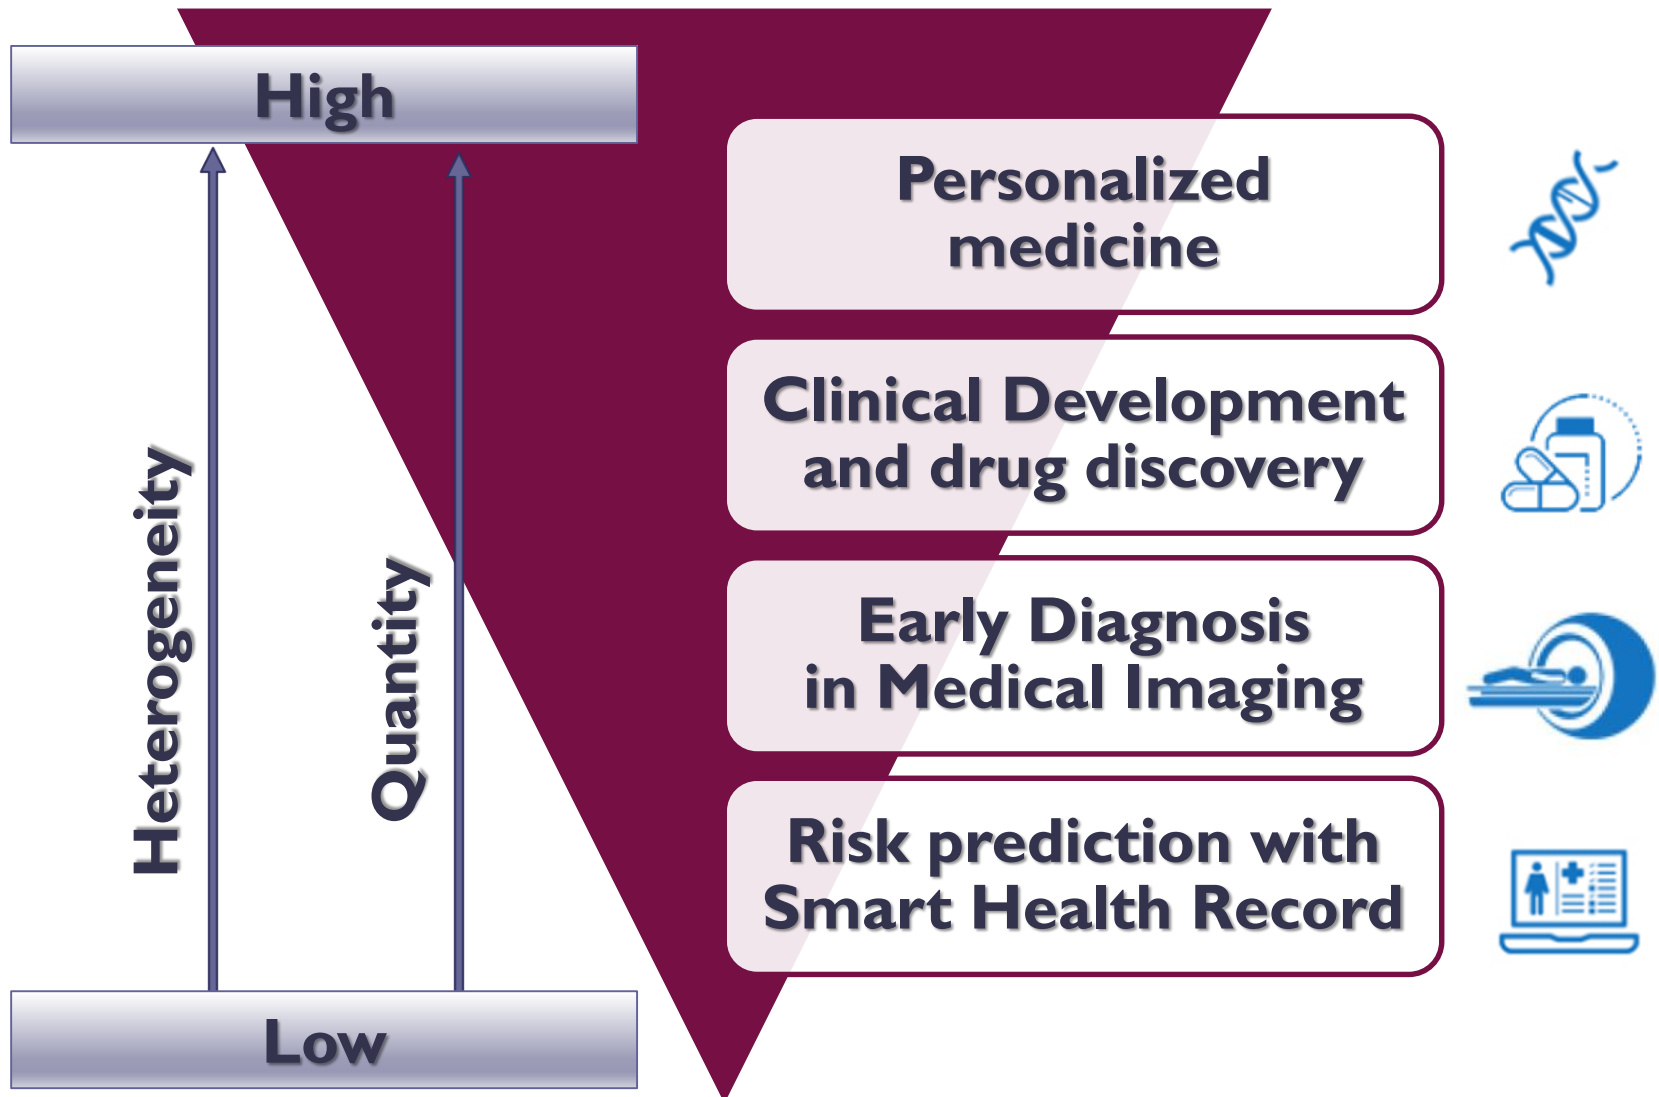 High
Heterogeneity
Quantity
Low
Personalized
medicine
Clinical Development
and drug discovery
Early Diagnosis
in Medical Imaging
Risk prediction with
Smart Health Record